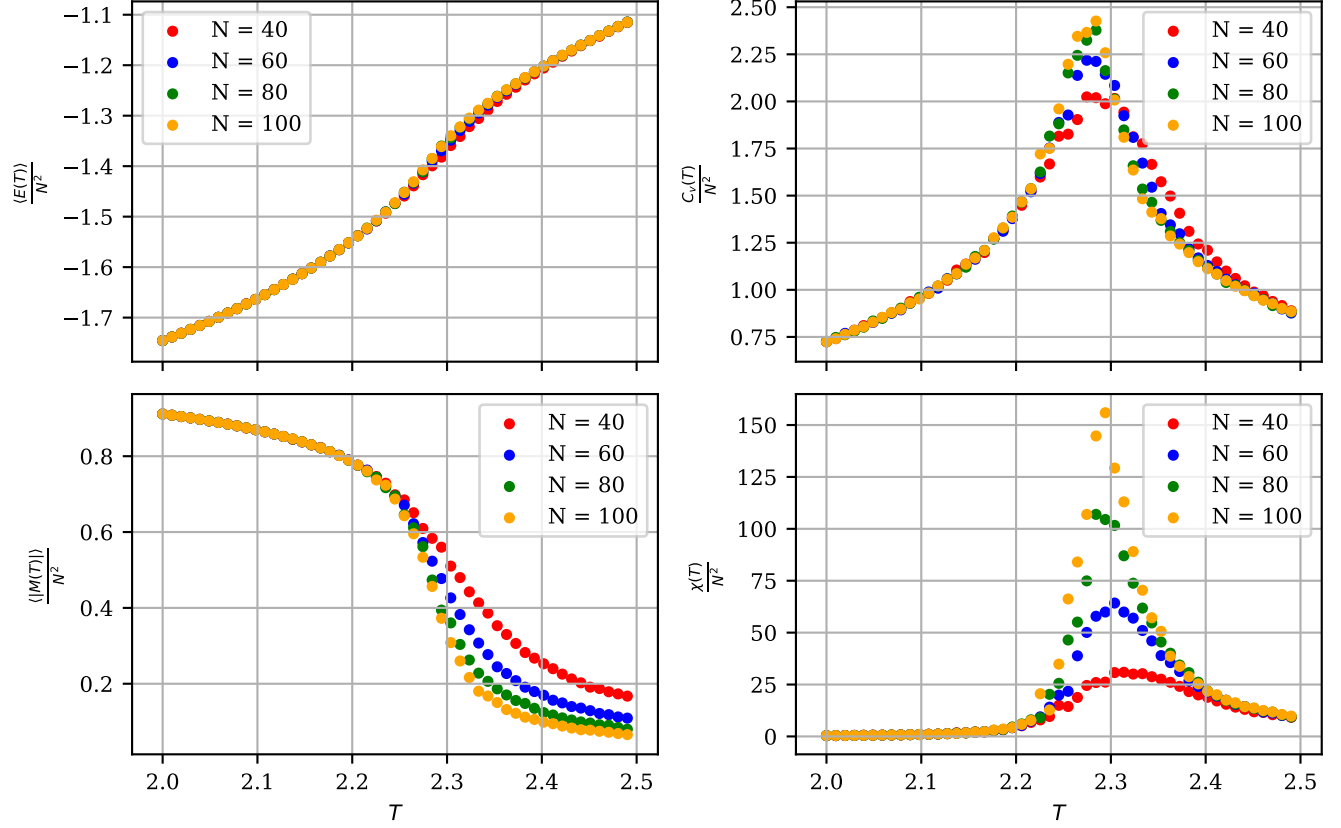 ⟨E(T)⟩/N²
−1.1
−1.2
−1.3
−1.4
−1.5
−1.6
−1.7
N = 40
N = 60
N = 80
N = 100
C_v(T)/N²
2.50
2.25
2.00
1.75
1.50
1.25
1.00
0.75
N = 40
N = 60
N = 80
N = 100
⟨|M(T)|⟩/N²
0.8
0.6
0.4
0.2
N = 40
N = 60
N = 80
N = 100
2.0 2.1 2.2 2.3 2.4 2.5
T
χ(T)/N²
150
125
100
75
50
25
0
N = 40
N = 60
N = 80
N = 100
2.0 2.1 2.2 2.3 2.4 2.5
T